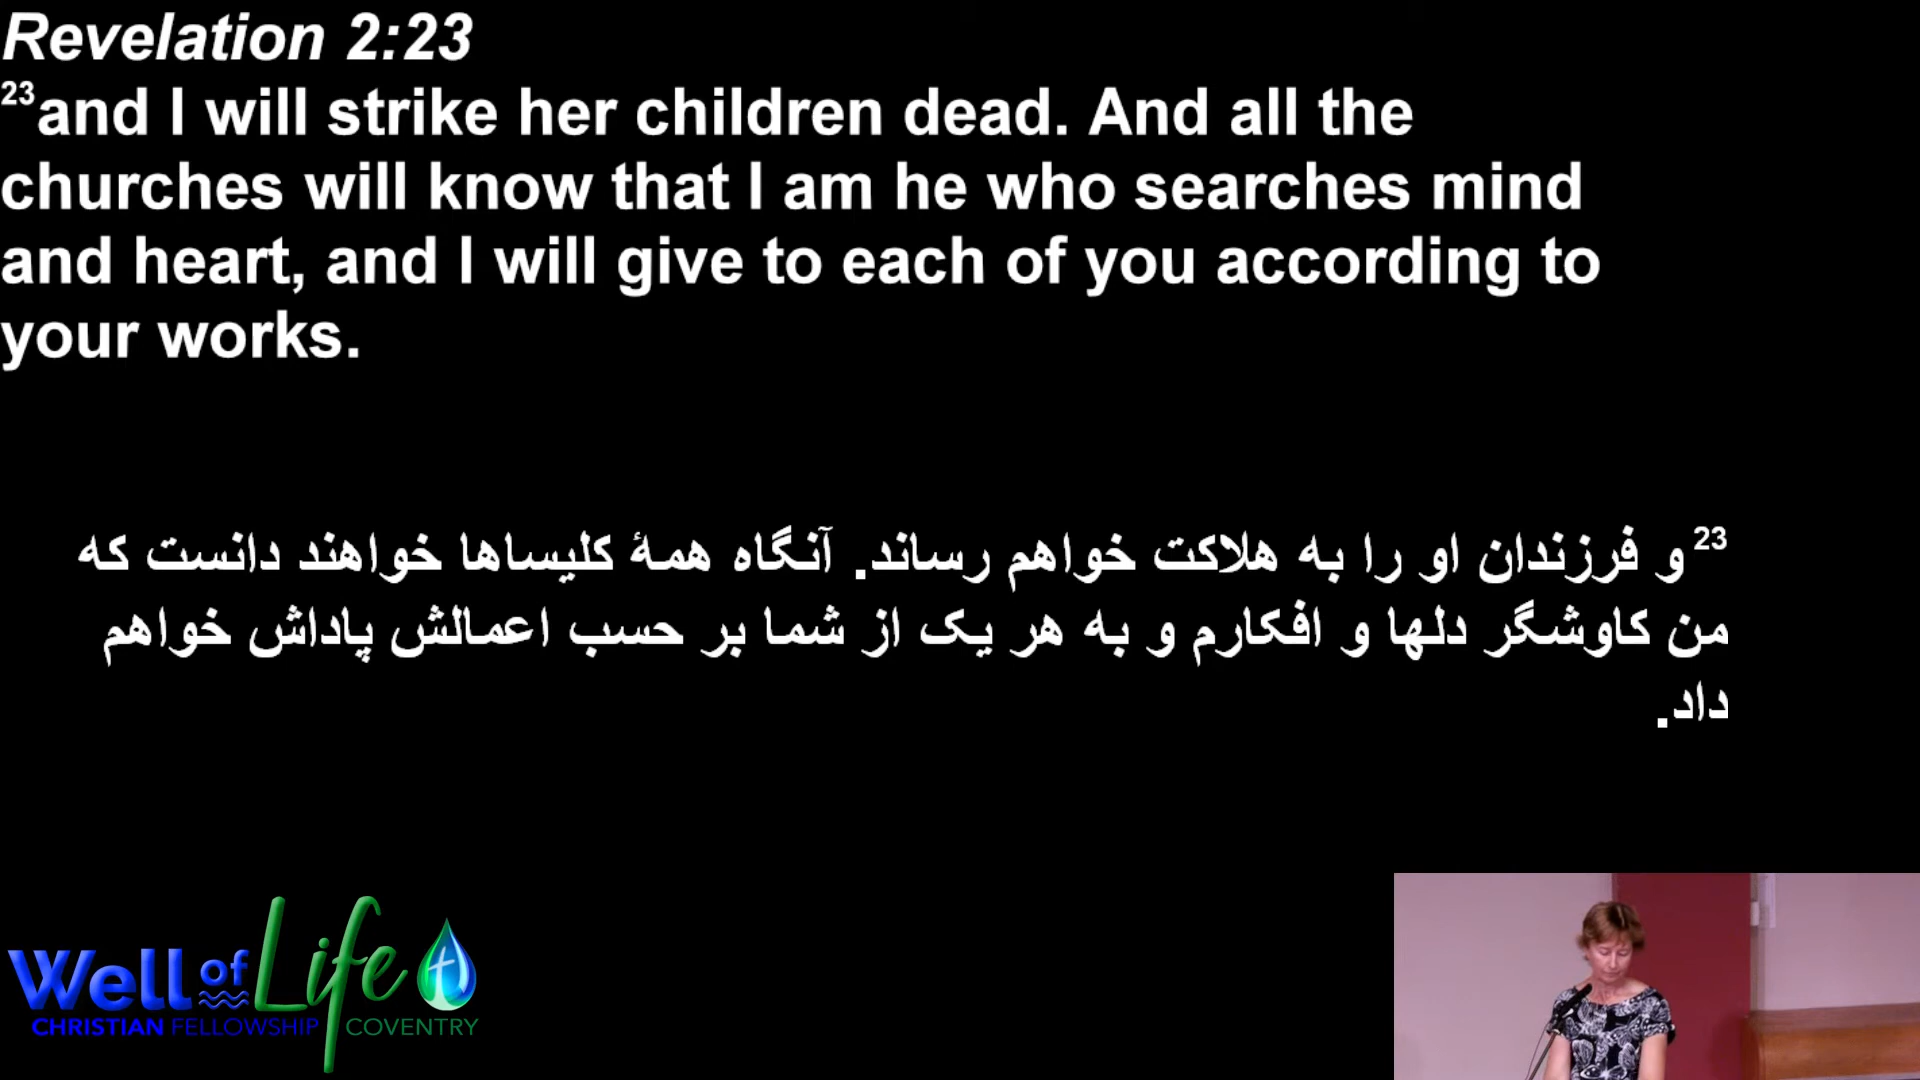 Revelation 2:23
23and I will strike her children dead. And all the
churches will know that I am he who searches mind
and heart, and I will give to each of you according to
your works.
23و فرزندان او را به هلاکت خواهم رساند. آنگاه همۀ کلیساها خواهند دانست که
من کاوشگر دلها و افکارم و به هر یک از شما بر حسب اعمالش پاداش خواهم
داد.
Well of Life
CHRISTIAN FELLOWSHIP COVENTRY